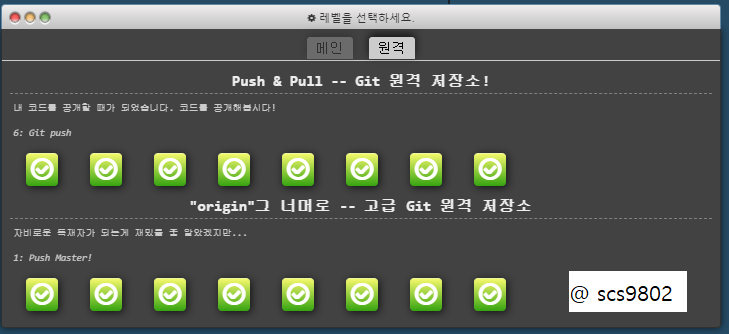 레벨을 선택하세요.
메인 원격
Push & Pull -- Git 원격 저장소!
내 코드를 공개할 때가 되었습니다. 코드를 공개해봅시다!
6: Git push
"origin"그 너머로 -- 고급 Git 원격 저장소
자비로운 독재자가 되는게 재밌을 줄 알았겠지만...
1: Push Master!
@ scs9802